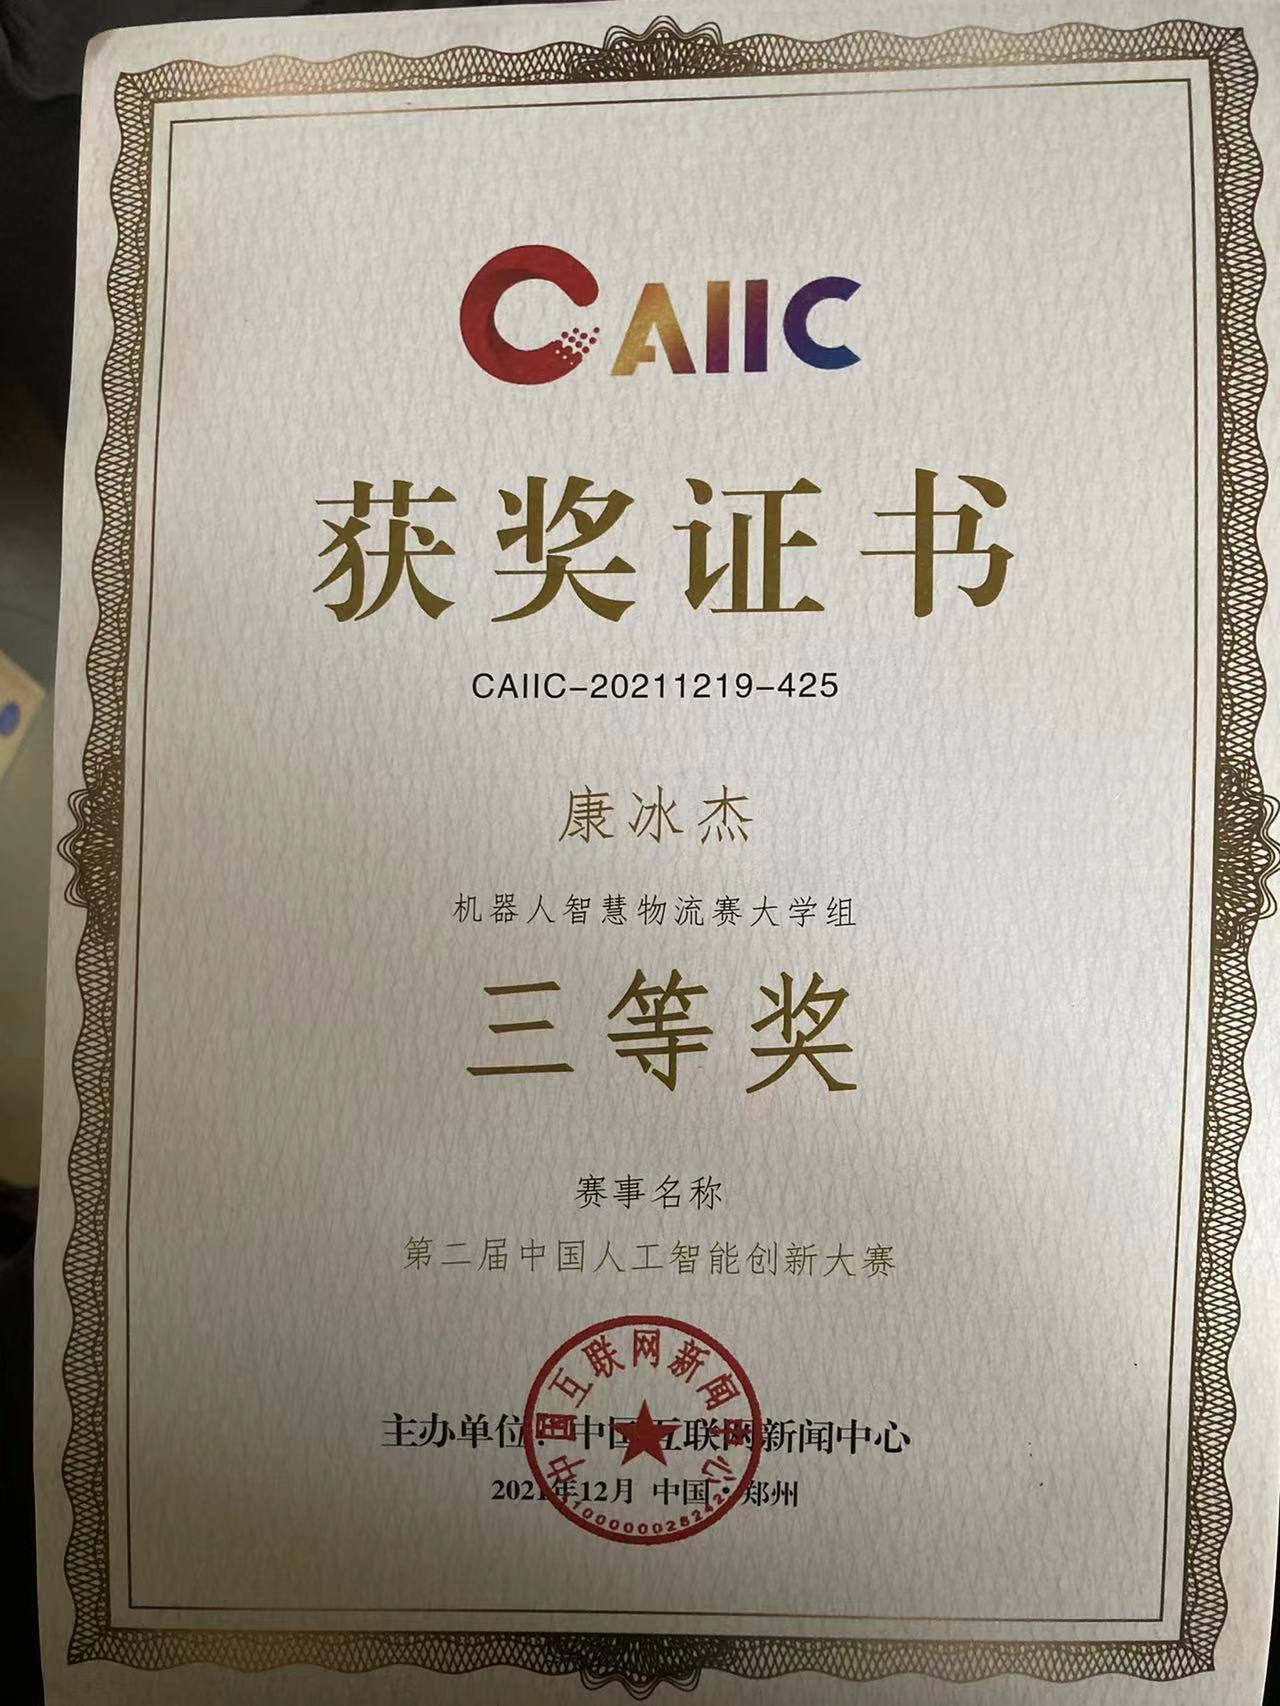 CAIIC
获奖证书
CAIIC-20211219-425
康冰杰
机器人智慧物流赛大学组
三等奖
赛事名称
第二届中国人工智能创新大赛
主办单位：中国互联网新闻中心
2021年12月 中国·郑州
中国互联网新闻中心